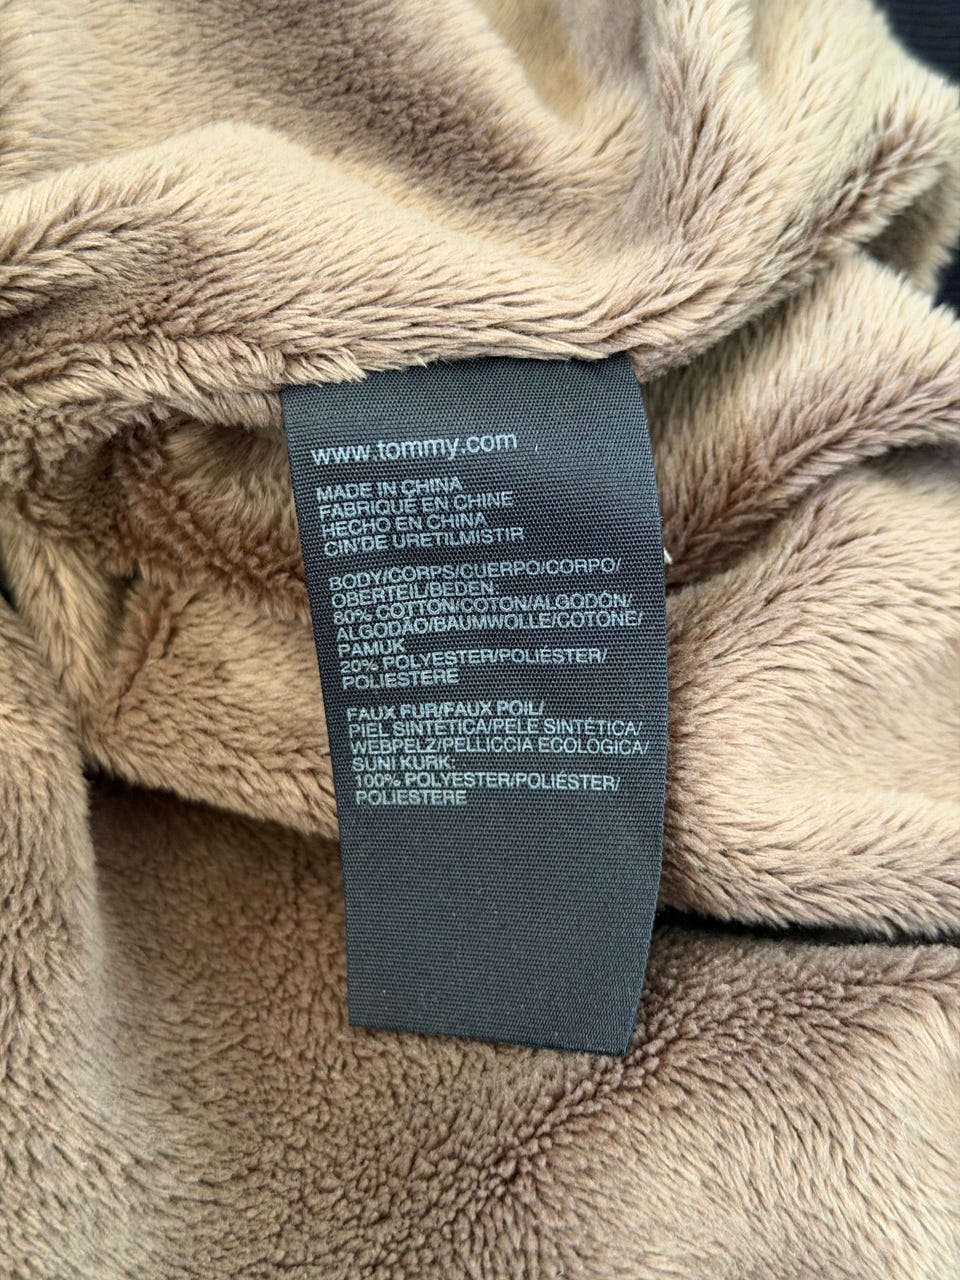 www.tommy.com
MADE IN CHINA
FABRIQUE EN CHINE
HECHO EN CHINA
CIN'DE URETILMISTIR
BODY/CORPS/CUERPO/CORPO/
OBERTEIL/BEDEN
80% COTTON/COTON/ALGODÓN/
ALGODÃO/BAUMWOLLE/COTONE/
PAMUK
20% POLYESTER/POLIÉSTER/
POLIESTERE
FAUX FUR/FAUX POIL/
PIEL SINTÉTICA/PELE SINTÉTICA/
WEBPELZ/PELLICCIA ECOLOGICA/
SUNI KURK:
100% POLYESTER/POLIÉSTER/
POLIESTERE